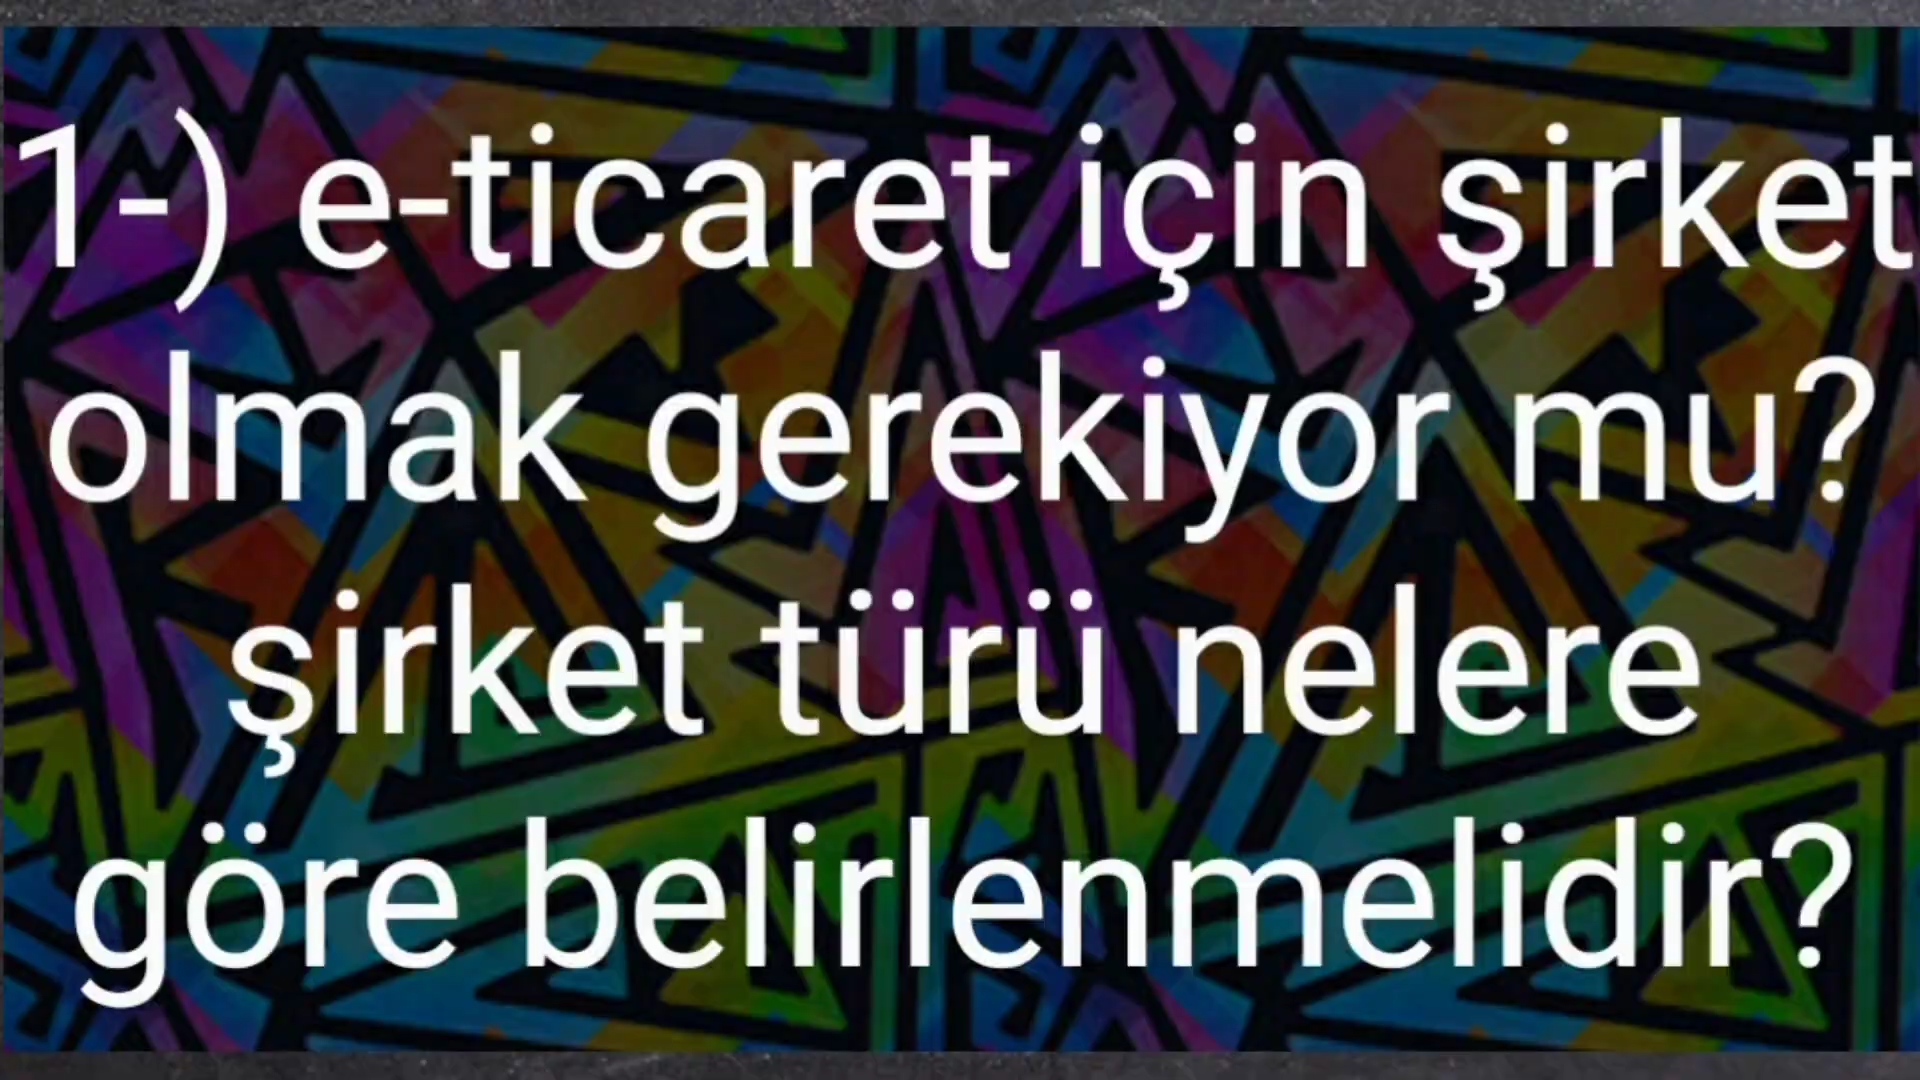 1-) e-ticaret için şirket
olmak gerekiyor mu?
şirket türü nelere
göre belirlenmelidir?